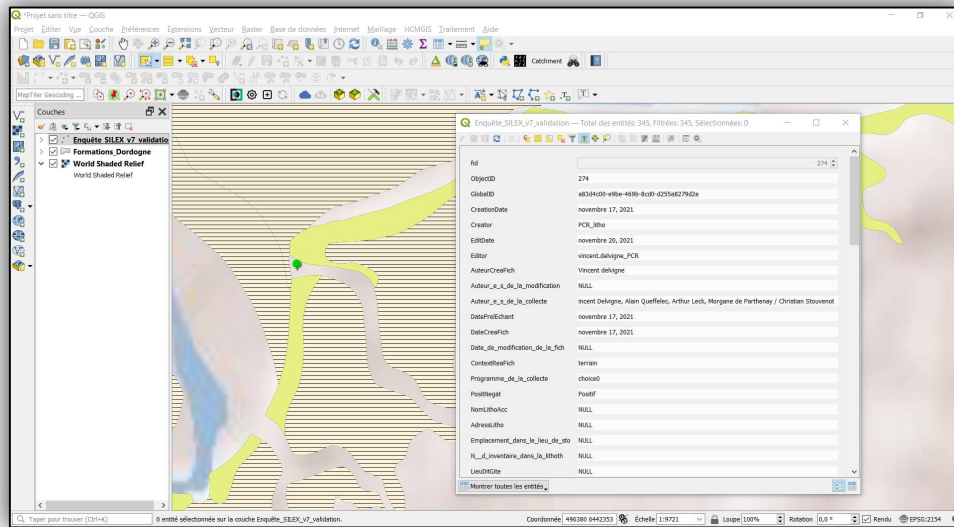 *Projet sans titre — QGIS
Projet Éditer Vue Couche Préférences Extensions Vecteur Raster Base de données Internet Maillage HCMGIS Traitement Aide
Catchment
MapTiler Geocoding ...
Couches
Enquête SILEX_v7 validatio
Formations_Dordogne
World Shaded Relief
World Shaded Relief
Enquête_SILEX_v7_validation — Total des entités: 345, Filtrées: 345, Sélectionnées: 0
fid 274
ObjectID 274
GlobalID a83d4c00-e9be-469b-8cd0-d255a8279d2e
CreationDate novembre 17, 2021
Creator PCR_litho
EditDate novembre 20, 2021
Editor vincent.delvigne_PCR
AuteurCreaFich Vincent delvigne
Auteur_e_s_de_la_modification NULL
Auteur_e_s_de_la_collecte incent Delvigne, Alain Queffelec, Arthur Leck, Morgane de Parthenay / Christian Stouvenot
DatePrelEchant novembre 17, 2021
DateCreaFich novembre 17, 2021
Date_de_modification_de_la_fich NULL
ContextReaFich terrain
Programme_de_la_collecte choice0
PositNegat Positif
NomLithoAcc NULL
AdressLitho NULL
Emplacement_dans_le_lieu_de_sto NULL
N__d_inventaire_dans_la_lithoth NULL
LieuDitGite NULL
Montrer toutes les entités
Taper pour trouver (Ctrl+K) 0 entité sélectionnée sur la couche Enquête_SILEX_v7_validation. Coordonnée 496380 6442353 Échelle 1:9721 Loupe 100% Rotation 0,0 ° Rendu EPSG:2154